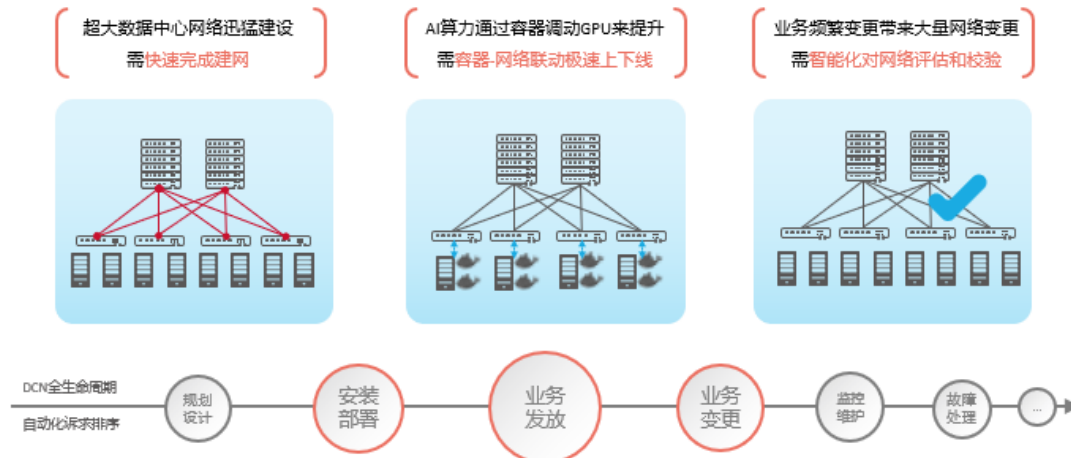 超大数据中心网络迅猛建设
需快速完成建网
AI算力通过容器调动GPU来提升
需容器-网络联动极速上下线
业务频繁变更带来大量网络变更
需智能化对网络评估和校验
DCN全生命周期
自动化诉求排序
规划
设计
安装
部署
业务
发放
业务
变更
监控
维护
故障
处理
...